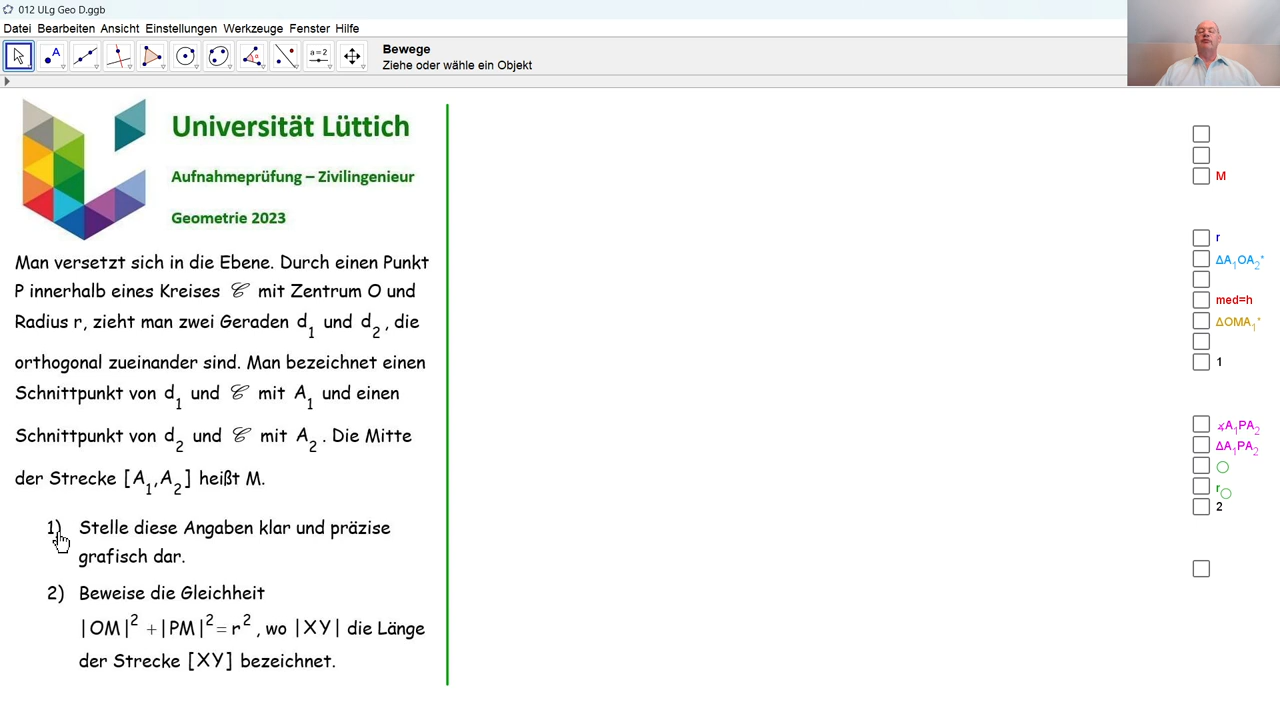 012 ULg Geo D.ggb
Datei Bearbeiten Ansicht Einstellungen Werkzeuge Fenster Hilfe
A
a=2
Bewege
Ziehe oder wähle ein Objekt
Universität Lüttich
Aufnahmeprüfung – Zivilingenieur
Geometrie 2023
Man versetzt sich in die Ebene. Durch einen Punkt
P innerhalb eines Kreises 𝒞 mit Zentrum O und
Radius r, zieht man zwei Geraden d₁ und d₂, die
orthogonal zueinander sind. Man bezeichnet einen
Schnittpunkt von d₁ und 𝒞 mit A₁ und einen
Schnittpunkt von d₂ und 𝒞 mit A₂. Die Mitte
der Strecke [A₁,A₂] heißt M.
1) Stelle diese Angaben klar und präzise
grafisch dar.
2) Beweise die Gleichheit
|OM|² +|PM|² = r², wo |XY| die Länge
der Strecke [XY] bezeichnet.
M
r
ΔA₁OA₂*
med=h
ΔOMA₁*
1
∡A₁PA₂
ΔA₁PA₂
○
r○
2